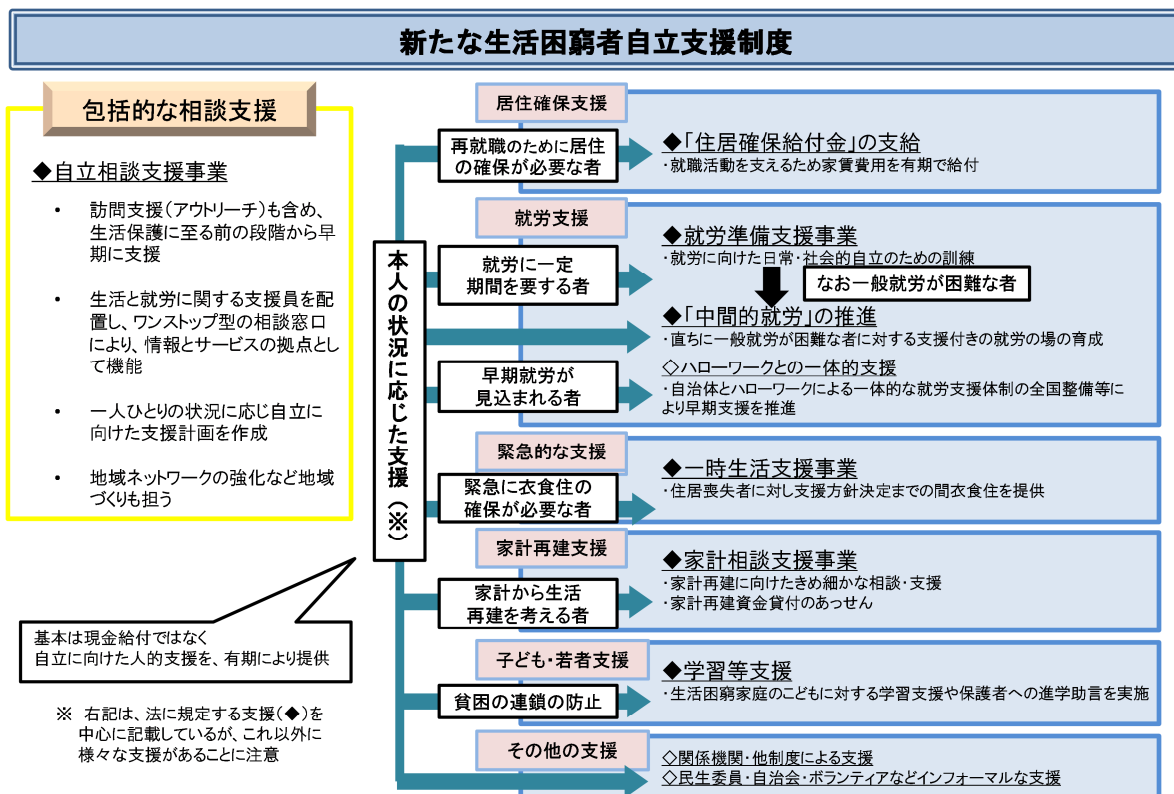 新たな生活困窮者自立支援制度
包括的な相談支援
◆自立相談支援事業
・ 訪問支援(アウトリーチ)も含め、
生活保護に至る前の段階から早
期に支援
・ 生活と就労に関する支援員を配
置し、ワンストップ型の相談窓口
により、情報とサービスの拠点とし
て機能
・ 一人ひとりの状況に応じ自立に
向けた支援計画を作成
・ 地域ネットワークの強化など地域
づくりも担う
基本は現金給付ではなく
自立に向けた人的支援を、有期により提供
※ 右記は、法に規定する支援(◆)を
中心に記載しているが、これ以外に
様々な支援があることに注意
本人の状況に応じた支援(※)
居住確保支援
再就職のために居住
の確保が必要な者
◆「住居確保給付金」の支給
・就職活動を支えるため家賃費用を有期で給付
就労支援
就労に一定
期間を要する者
◆就労準備支援事業
・就労に向けた日常・社会的自立のための訓練
なお一般就労が困難な者
◆「中間的就労」の推進
・直ちに一般就労が困難な者に対する支援付きの就労の場の育成
早期就労が
見込まれる者
◇ハローワークとの一体的支援
・自治体とハローワークによる一体的な就労支援体制の全国整備等に
より早期支援を推進
緊急的な支援
緊急に衣食住の
確保が必要な者
◆一時生活支援事業
・住居喪失者に対し支援方針決定までの間衣食住を提供
家計再建支援
家計から生活
再建を考える者
◆家計相談支援事業
・家計再建に向けたきめ細かな相談・支援
・家計再建資金貸付のあっせん
子ども・若者支援
貧困の連鎖の防止
◆学習等支援
・生活困窮家庭のこどもに対する学習支援や保護者への進学助言を実施
その他の支援
◇関係機関・他制度による支援
◇民生委員・自治会・ボランティアなどインフォーマルな支援